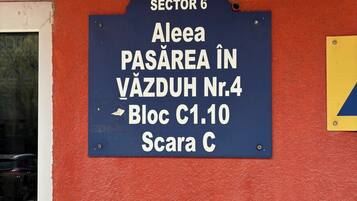 SECTOR 6
Aleea
PASĂREA ÎN
VĂZDUH Nr.4
Bloc C1.10
Scara C